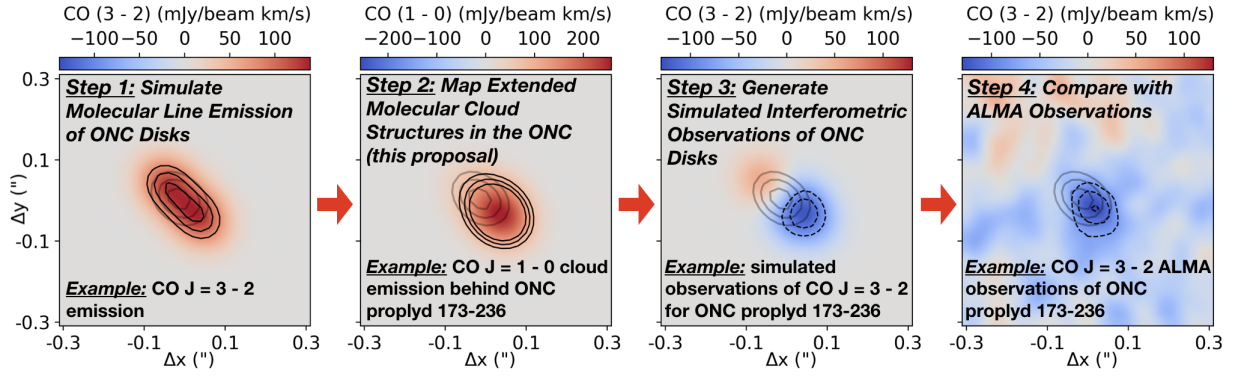 CO (3 - 2) (mJy/beam km/s)
−100 −50 0 50 100
Step 1: Simulate
Molecular Line Emission
of ONC Disks
Example: CO J = 3 - 2
emission
0.3
0.1
-0.1
-0.3
Δy (")
-0.3 -0.1 0.1 0.3
Δx (")
CO (1 - 0) (mJy/beam km/s)
−200 −100 0 100 200
Step 2: Map Extended
Molecular Cloud
Structures in the ONC
(this proposal)
Example: CO J = 1 - 0 cloud
emission behind ONC
proplyd 173-236
-0.3 -0.1 0.1 0.3
Δx (")
CO (3 - 2) (mJy/beam km/s)
−100 −50 0 50 100
Step 3: Generate
Simulated Interferometric
Observations of ONC
Disks
Example: simulated
observations of CO J = 3 - 2
for ONC proplyd 173-236
-0.3 -0.1 0.1 0.3
Δx (")
CO (3 - 2) (mJy/beam km/s)
−100 −50 0 50 100
Step 4: Compare with
ALMA Observations
Example: CO J = 3 - 2 ALMA
observations of ONC
proplyd 173-236
-0.3 -0.1 0.1 0.3
Δx (")